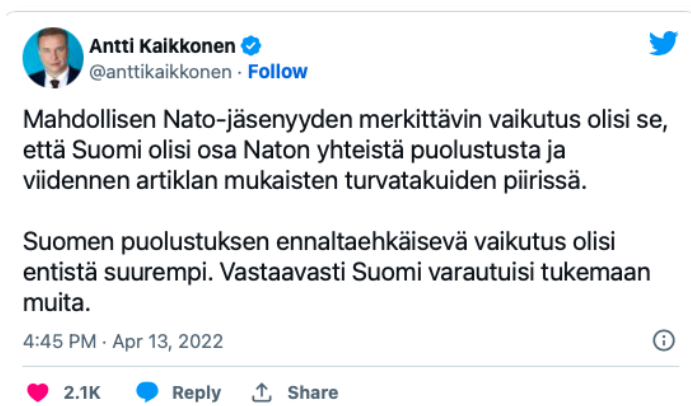 Antti Kaikkonen
@anttikaikkonen · Follow
Mahdollisen Nato-jäsenyyden merkittävin vaikutus olisi se,
että Suomi olisi osa Naton yhteistä puolustusta ja
viidennen artiklan mukaisten turvatakuiden piirissä.
Suomen puolustuksen ennaltaehkäisevä vaikutus olisi
entistä suurempi. Vastaavasti Suomi varautuisi tukemaan
muita.
4:45 PM · Apr 13, 2022
2.1K Reply Share